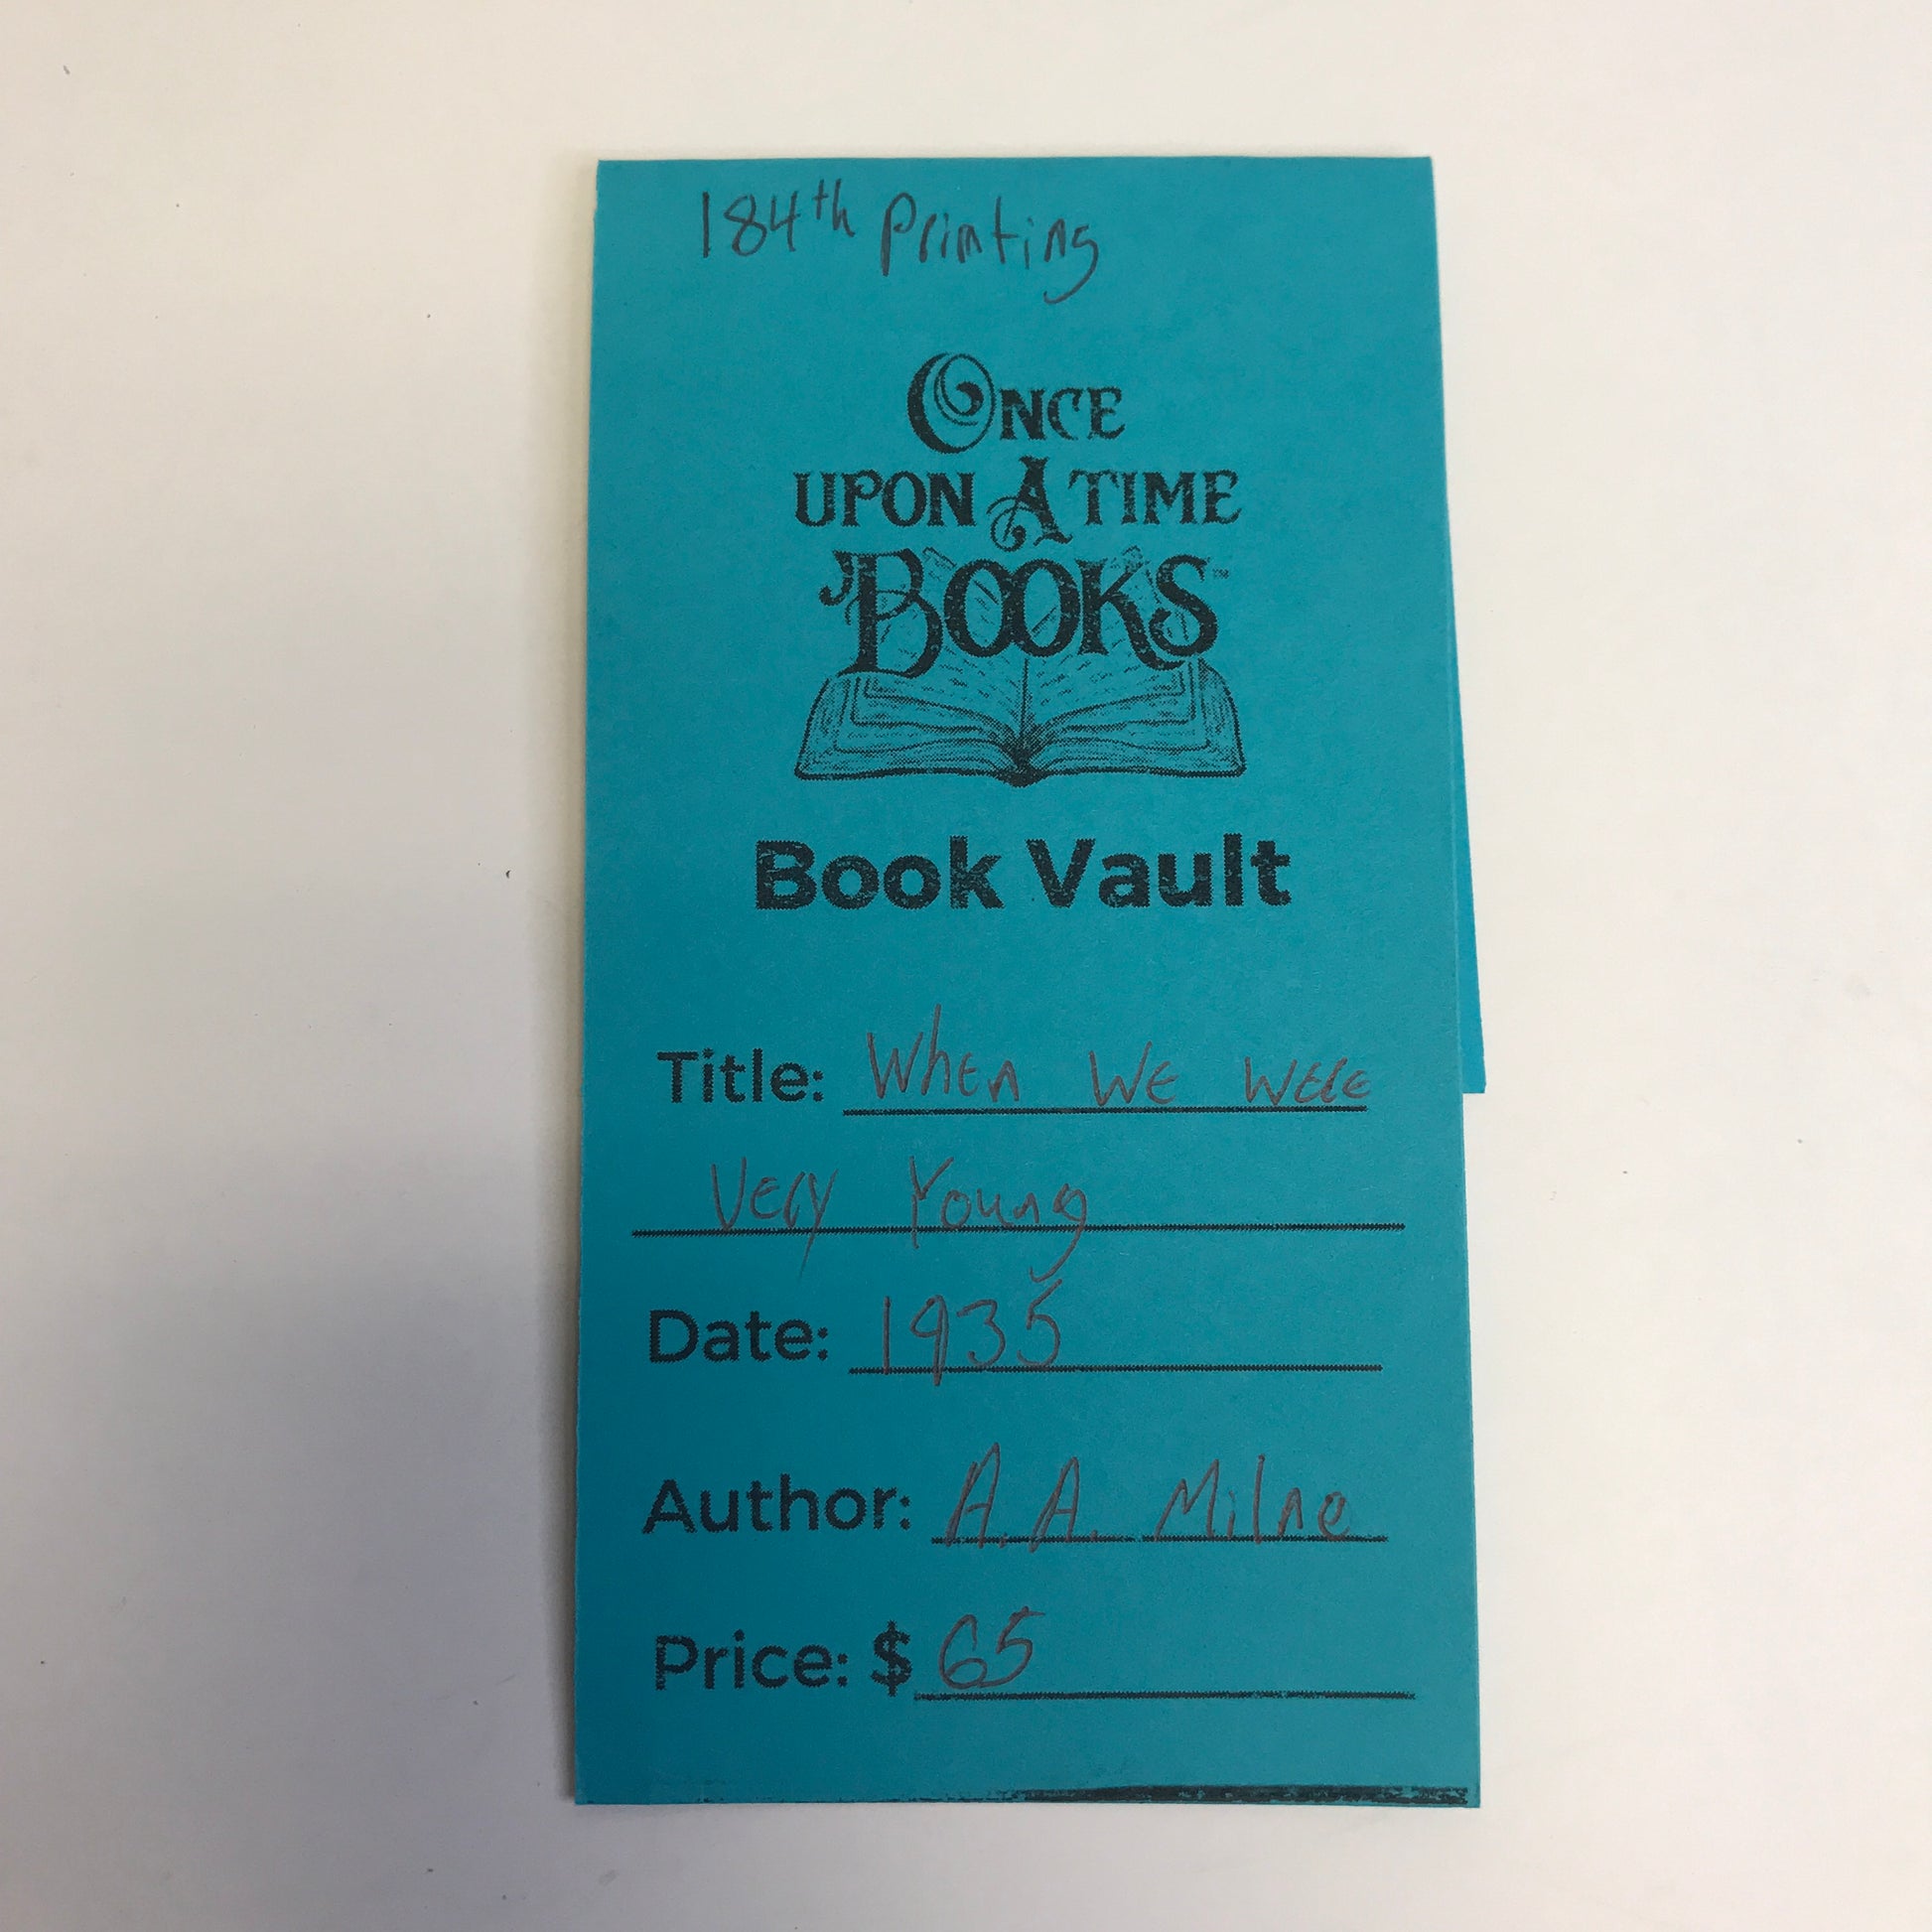 184th Printing
ONCE
UPON A TIME
BOOKS™
Book Vault
Title: When We Were
Very Young
Date: 1935
Author: A.A. Milne
Price: $65